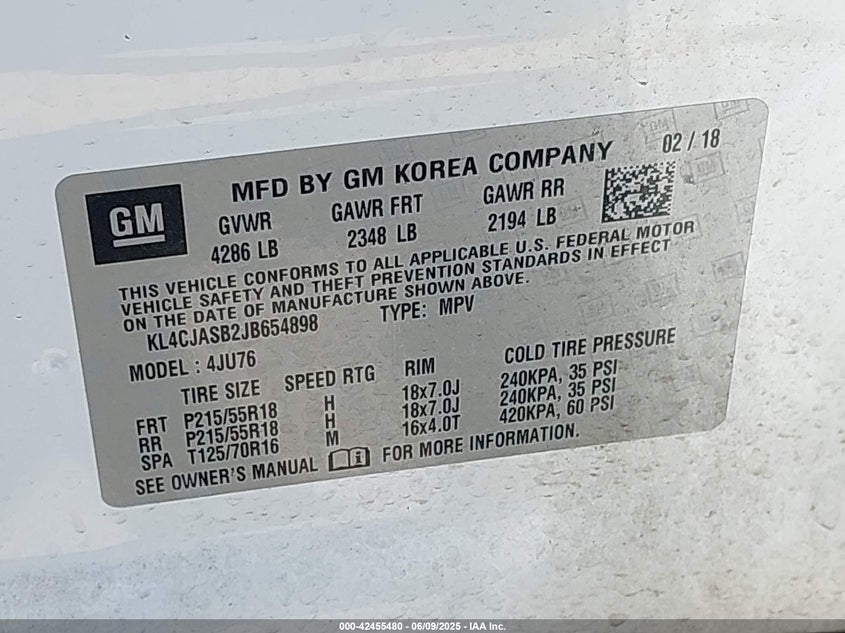 GM
MFD BY GM KOREA COMPANY 02 / 18
GVWR GAWR FRT GAWR RR
4286 LB 2348 LB 2194 LB
THIS VEHICLE CONFORMS TO ALL APPLICABLE U.S. FEDERAL MOTOR
VEHICLE SAFETY AND THEFT PREVENTION STANDARDS IN EFFECT
ON THE DATE OF MANUFACTURE SHOWN ABOVE.
KL4CJASB2JB654898 TYPE: MPV
MODEL : 4JU76
TIRE SIZE SPEED RTG RIM COLD TIRE PRESSURE
FRT P215/55R18 H 18x7.0J 240KPA, 35 PSI
RR P215/55R18 H 18x7.0J 240KPA, 35 PSI
SPA T125/70R16 M 16x4.0T 420KPA, 60 PSI
SEE OWNER'S MANUAL FOR MORE INFORMATION.
000-42455480 - 06/09/2025 - IAA Inc.